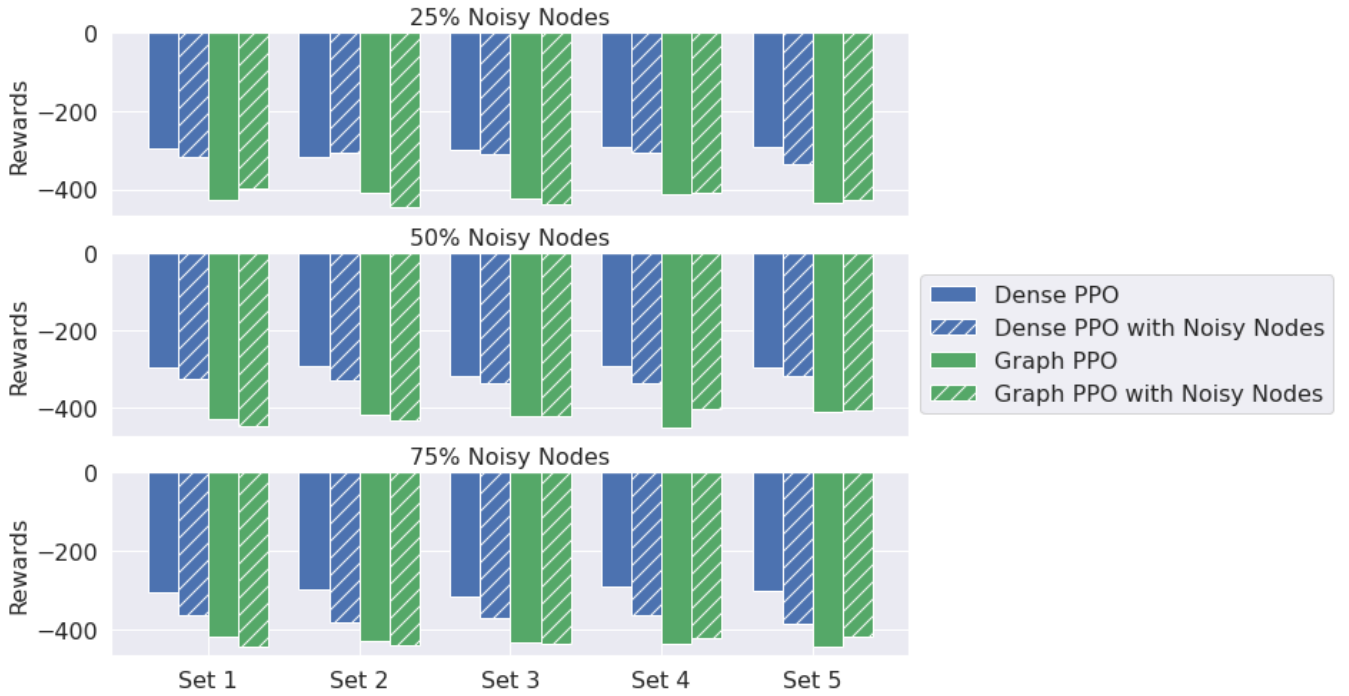 25% Noisy Nodes
0
−200
−400
Rewards
50% Noisy Nodes
0
−200
−400
Rewards
Dense PPO
Dense PPO with Noisy Nodes
Graph PPO
Graph PPO with Noisy Nodes
75% Noisy Nodes
0
−200
−400
Rewards
Set 1 Set 2 Set 3 Set 4 Set 5